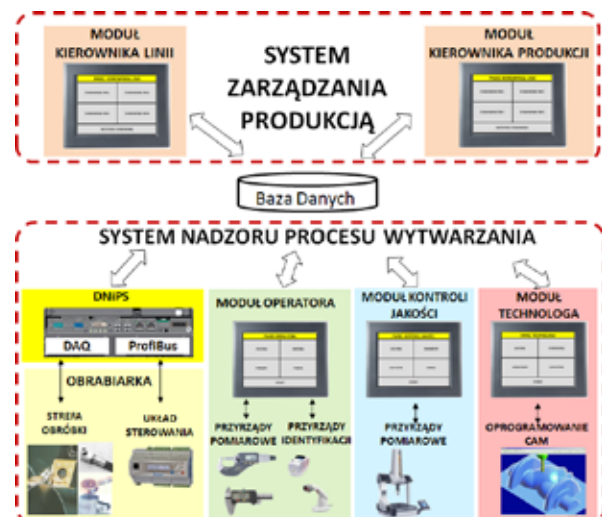 MODUŁ
KIEROWNIKA LINII
SYSTEM
ZARZĄDZANIA
PRODUKCJĄ
MODUŁ
KIEROWNIKA PRODUKCJI
Baza Danych
SYSTEM NADZORU PROCESU WYTWARZANIA
DNiPS
DAQ
ProfiBus
OBRABIARKA
STREFA
OBRÓBKI
UKŁAD
STEROWANIA
MODUŁ OPERATORA
PRZYRZĄDY
POMIAROWE
PRZYRZĄDY
IDENTYFIKACJI
MODUŁ KONTROLI
JAKOŚCI
PRZYRZĄDY
POMIAROWE
MODUŁ
TECHNOLOGA
OPROGRAMOWANIE
CAM